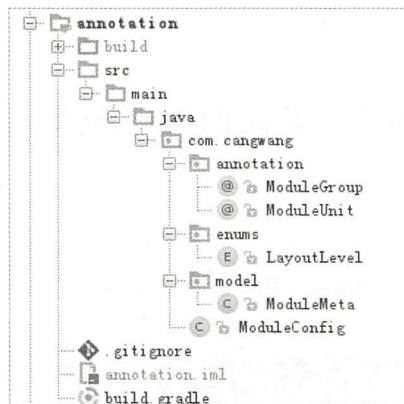 annotation
build
src
main
java
com.cangwang
annotation
@ ModuleGroup
@ ModuleUnit
enums
E LayoutLevel
model
C ModuleMeta
C ModuleConfig
.gitignore
annotation.iml
build.gradle